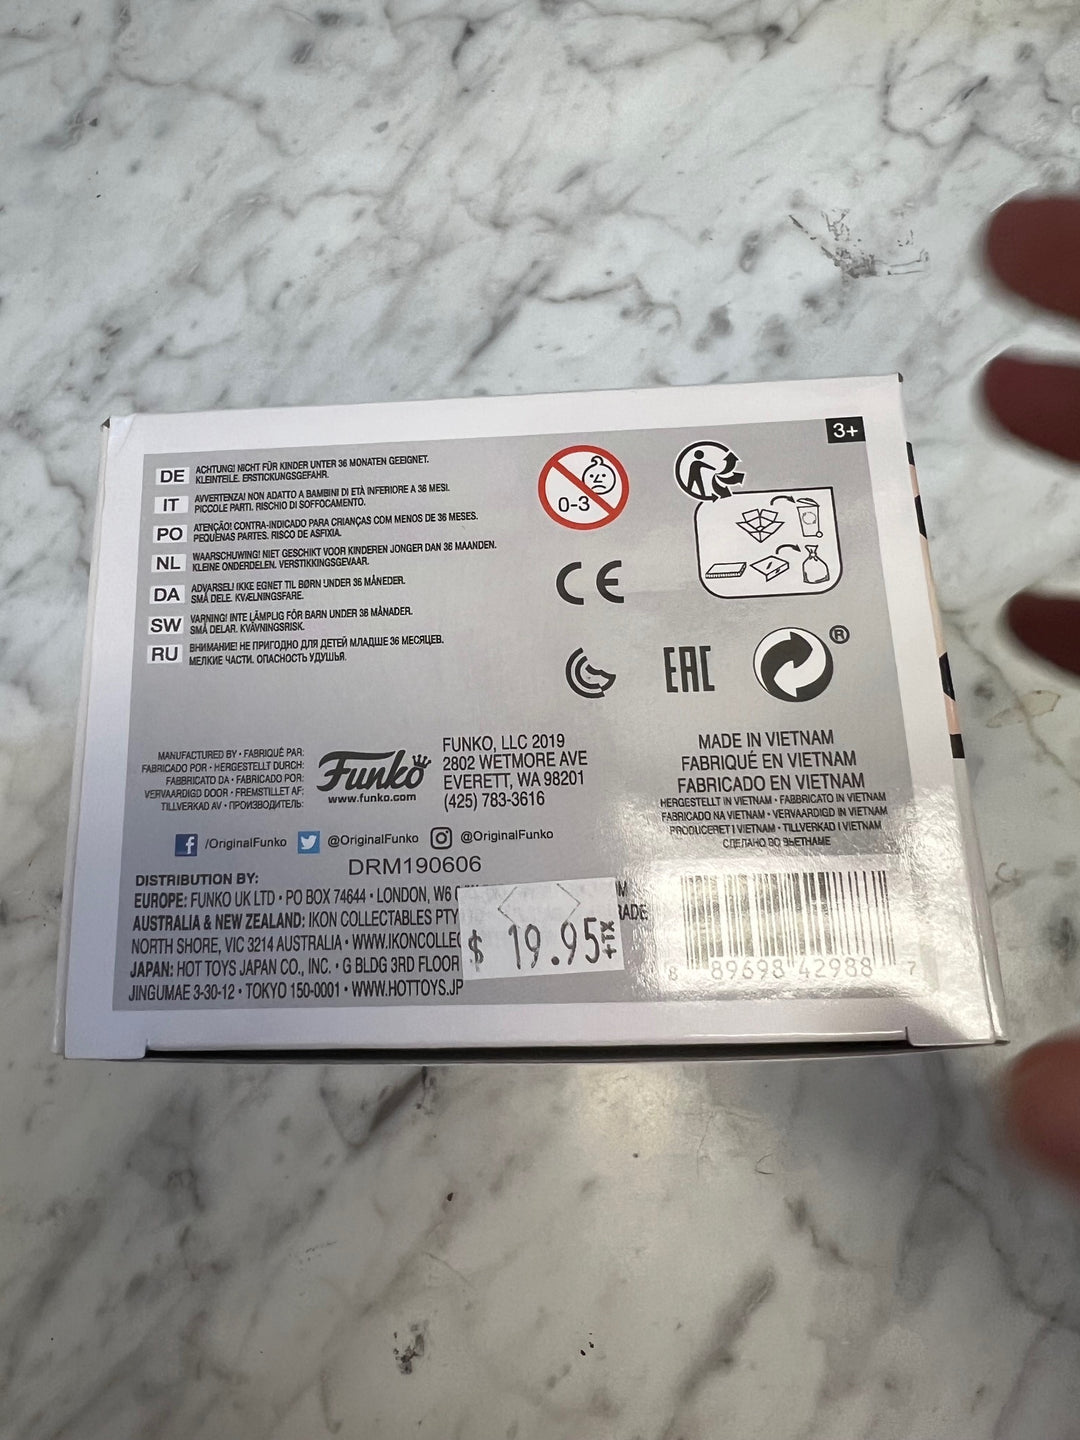 3+
DE ACHTUNG! NICHT FÜR KINDER UNTER 36 MONATEN GEEIGNET.
KLEINTEILE. ERSTICKUNGSGEFAHR.
IT AVVERTENZA! NON ADATTO A BAMBINI DI ETÀ INFERIORE A 36 MESI.
PICCOLE PARTI. RISCHIO DI SOFFOCAMENTO.
PO ATENÇÃO! CONTRA-INDICADO PARA CRIANÇAS COM MENOS DE 36 MESES.
PEQUENAS PARTES. RISCO DE ASFIXIA.
NL WAARSCHUWING! NIET GESCHIKT VOOR KINDEREN JONGER DAN 36 MAANDEN.
KLEINE ONDERDELEN. VERSTIKKINGSGEVAAR.
DA ADVARSEL! IKKE EGNET TIL BØRN UNDER 36 MÅNEDER.
SMÅ DELE. KVÆLNINGSFARE.
SW VARNING! INTE LÄMPLIG FÖR BARN UNDER 36 MÅNADER.
SMÅ DELAR. KVÄVNINGSRISK.
RU ВНИМАНИЕ! НЕ ПРИГОДНО ДЛЯ ДЕТЕЙ МЛАДШЕ 36 МЕСЯЦЕВ.
МЕЛКИЕ ЧАСТИ. ОПАСНОСТЬ УДУШЬЯ.
0-3
CE
EAC
®
MANUFACTURED BY • FABRIQUÉ PAR:
FABRICADO POR • HERGESTELLT DURCH:
FABBRICATO DA • FABRICADO POR:
VERVAARDIGD DOOR • FREMSTILLET AF:
TILLVERKAD AV • ПРОИЗВОДИТЕЛЬ:
Funko
www.funko.com
FUNKO, LLC 2019
2802 WETMORE AVE
EVERETT, WA 98201
(425) 783-3616
MADE IN VIETNAM
FABRIQUÉ EN VIETNAM
FABRICADO EN VIETNAM
HERGESTELLT IN VIETNAM • FABBRICATO IN VIETNAM
FABRICADO NA VIETNAM • VERVAARDIGD IN VIETNAM
PRODUCERET I VIETNAM • TILLVERKAD I VIETNAM
СДЕЛАНО ВО ВЬЕТНАМЕ
f /OriginalFunko @OriginalFunko @OriginalFunko
DRM190606
DISTRIBUTION BY:
EUROPE: FUNKO UK LTD • PO BOX 74644 • LONDON, W6
AUSTRALIA & NEW ZEALAND: IKON COLLECTABLES PTY
NORTH SHORE, VIC 3214 AUSTRALIA • WWW.IKONCOLLEC
JAPAN: HOT TOYS JAPAN CO., INC. • G BLDG 3RD FLOOR
JINGUMAE 3-30-12 • TOKYO 150-0001 • WWW.HOTTOYS.JP
$ 19.95 +TX
8 89698 42988 7